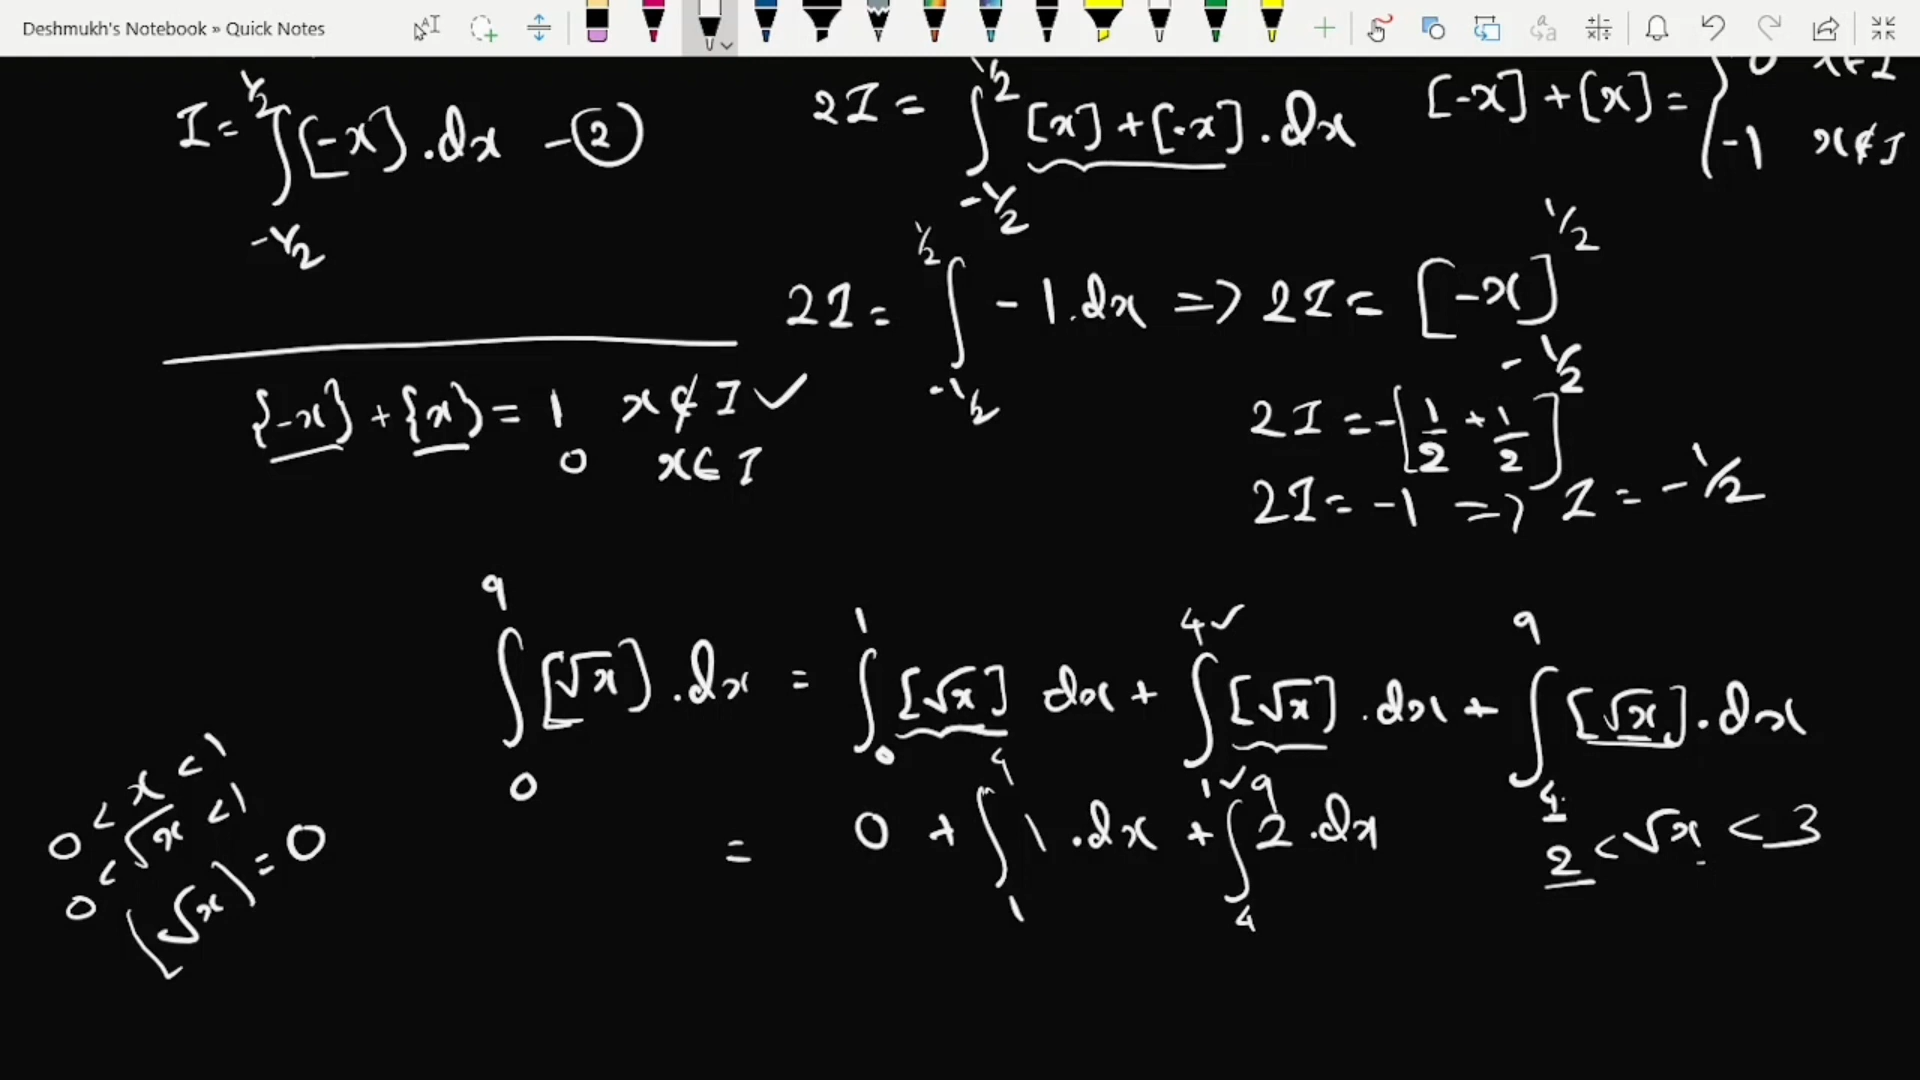 Deshmukh's Notebook » Quick Notes
I = ∫_{-1/2}^{1/2} [-x] . dx — ②
2I = ∫_{-1/2}^{1/2} [x] + [-x] . dx
[-x] + [x] = { 0 x∈I
-1 x∉I
2I = ∫_{-1/2}^{1/2} -1 . dx => 2I = [-x]_{-1/2}^{1/2}
{-x} + {x} = 1 x∉I ✓
0 x∈I
2I = -[1/2 + 1/2]
2I = -1 => I = -1/2
∫_0^9 [√x] . dx = ∫_0^1 [√x] dx + ∫_{1✓}^{4✓} [√x] . dx + ∫_4^9 [√x] . dx
= 0 + ∫_1^4 1 . dx + ∫_4^9 2 . dx
2 < √x < 3
0 < x < 1
0 < √x < 1
[√x] = 0